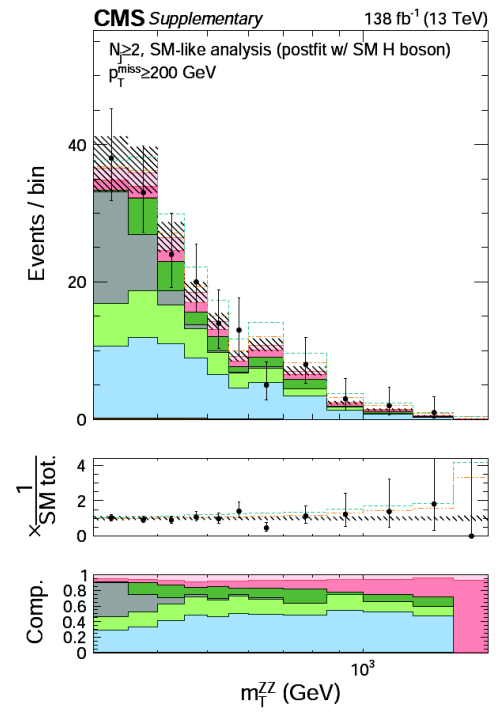 CMS Supplementary 138 fb⁻¹ (13 TeV)
Nⱼ≥2, SM-like analysis (postfit w/ SM H boson)
p_T^miss≥200 GeV
Events / bin
40
20
0
× 1/SM tot.
4
2
0
Comp.
1
0.8
0.6
0.4
0.2
0
10³
m_T^ZZ (GeV)